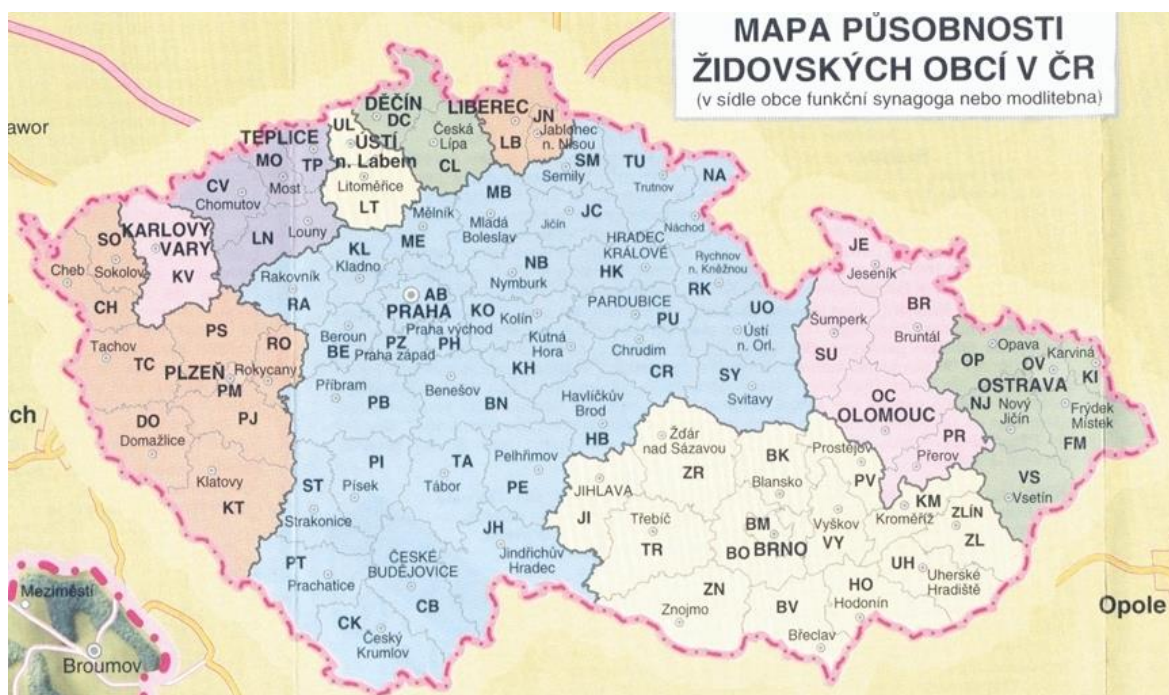 MAPA PŮSOBNOSTI
ŽIDOVSKÝCH OBCÍ V ČR
(v sídle obce funkční synagoga nebo modlitebna)
awor
DĚČÍN
DC
LIBEREC
JN
UL
Česká
Lípa
LB
Jablonec
n. Nisou
TEPLICE
ÚSTÍ
n. Labem
MO
TP
CL
SM
Semily
TU
Trutnov
NA
CV
Chomutov
Most
Litoměřice
LT
MB
Mladá
Boleslav
Jičín
JC
Náchod
KARLOVY
VARY
KV
LN
Louny
Mělník
ME
SO
Sokolov
Cheb
CH
KL
Kladno
Rakovník
RA
NB
Nymburk
HRADEC
KRÁLOVÉ
HK
Rychnov
n. Kněžnou
RK
JE
Jeseník
BR
Bruntál
AB
PRAHA
Praha východ
KO
Kolín
PARDUBICE
PU
UO
Ústí
n. Orl.
Šumperk
SU
Tachov
TC
PS
RO
Rokycany
PLZEŇ
PM
PJ
Beroun
BE
PZ
Praha západ
PH
Kutná
Hora
KH
Chrudim
CR
SY
Svitavy
Opava
OP
OV
Karviná
KI
OSTRAVA
NJ
Nový
Jičín
Frýdek
Místek
FM
OC
OLOMOUC
PR
Přerov
Příbram
PB
Benešov
BN
Havlíčkův
Brod
HB
ch
DO
Domažlice
Klatovy
KT
ST
Strakonice
PI
Písek
TA
Tábor
Pelhřimov
PE
Žďár
nad Sázavou
ZR
BK
Blansko
Prostějov
PV
VS
Vsetín
KM
Kroměříž
ZLÍN
ZL
JIHLAVA
JI
Třebíč
TR
BM
BO
BRNO
Vyškov
VY
UH
Uherské
Hradiště
JH
Jindřichův
Hradec
PT
Prachatice
ČESKÉ
BUDĚJOVICE
CB
CK
Český
Krumlov
ZN
Znojmo
BV
Břeclav
HO
Hodonín
Opole
Meziměstí
Broumov